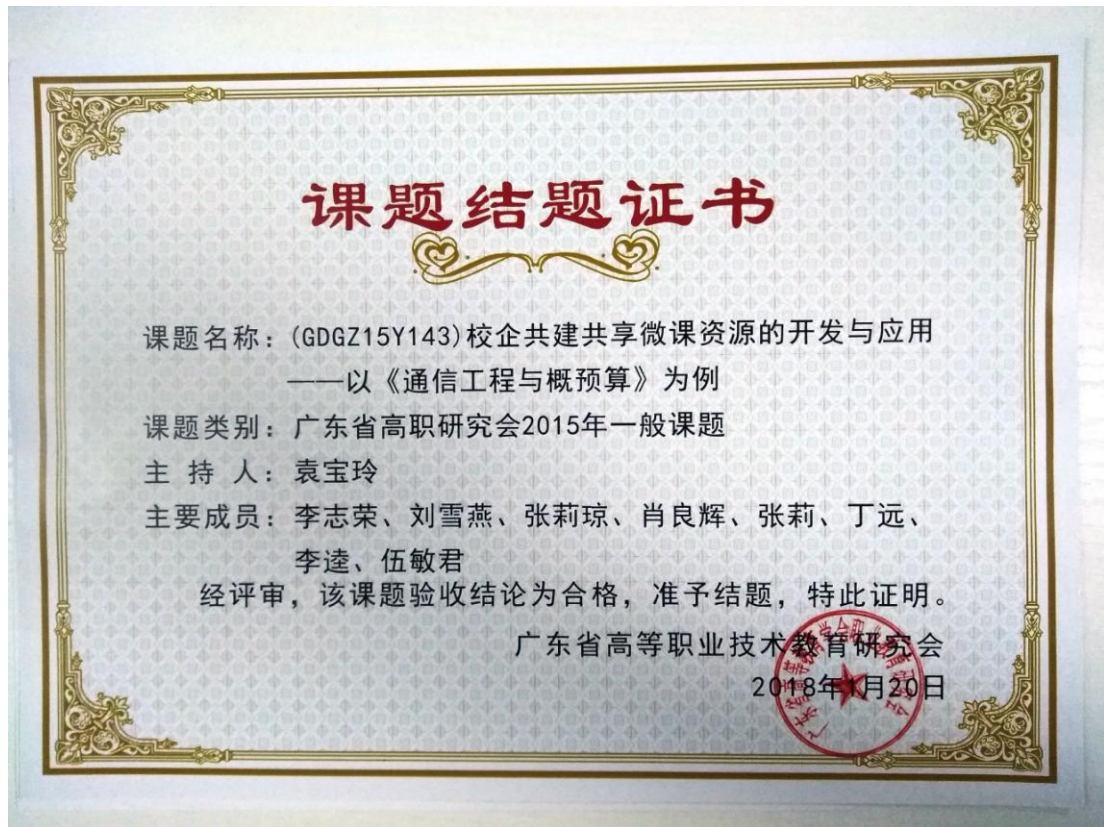 课题结题证书
课题名称：(GDGZ15Y143)校企共建共享微课资源的开发与应用
——以《通信工程与概预算》为例
课题类别：广东省高职研究会2015年一般课题
主 持 人：袁宝玲
主要成员：李志荣、刘雪燕、张莉琼、肖良辉、张莉、丁远、
李逵、伍敏君
经评审，该课题验收结论为合格，准予结题，特此证明。
广东省高等职业技术教育研究会
2018年1月20日